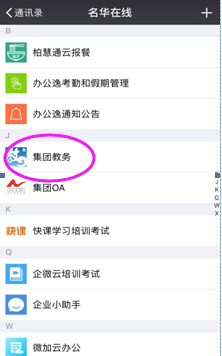 通讯录 名华在线
B
柏慧通云报餐
办公逸考勤和假期管理
办公逸通知公告
J
集团教务
集团OA
K
快课 快课学习培训考试
Q
企微云培训考试
企业小助手
W
微加云办公
J
K
Q
W
X